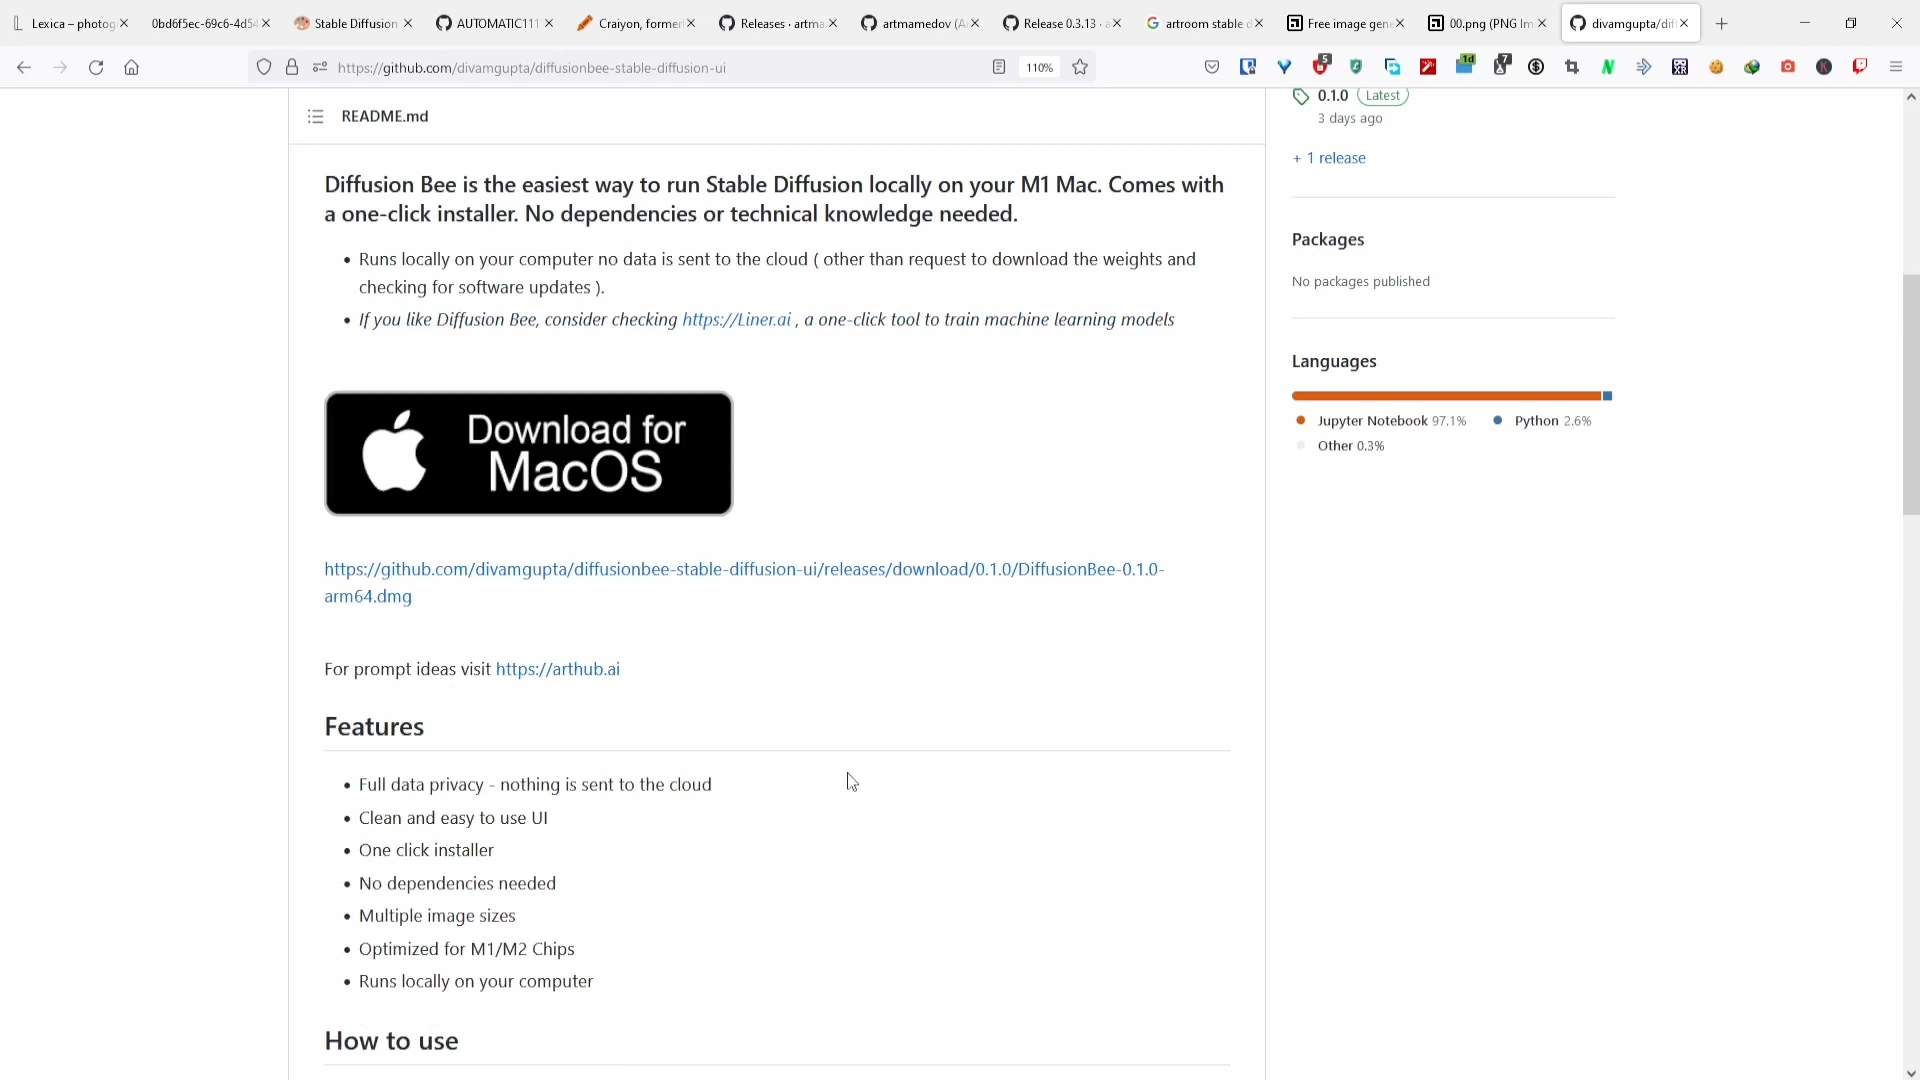 Lexica – photog
0bd6f5ec-69c6-4d54
Stable Diffusion
AUTOMATIC111
Craiyon, former
Releases · artma
artmamedov (A
Release 0.3.13 · a
artroom stable d
Free image gene
00.png (PNG Im
divamgupta/diff
https://github.com/divamgupta/diffusionbee-stable-diffusion-ui
110%
5
1d
7
README.md
Diffusion Bee is the easiest way to run Stable Diffusion locally on your M1 Mac. Comes with
a one-click installer. No dependencies or technical knowledge needed.
• Runs locally on your computer no data is sent to the cloud ( other than request to download the weights and
checking for software updates ).
• If you like Diffusion Bee, consider checking https://Liner.ai , a one-click tool to train machine learning models
Download for
MacOS
https://github.com/divamgupta/diffusionbee-stable-diffusion-ui/releases/download/0.1.0/DiffusionBee-0.1.0-
arm64.dmg
For prompt ideas visit https://arthub.ai
Features
• Full data privacy - nothing is sent to the cloud
• Clean and easy to use UI
• One click installer
• No dependencies needed
• Multiple image sizes
• Optimized for M1/M2 Chips
• Runs locally on your computer
How to use
0.1.0 Latest
3 days ago
+ 1 release
Packages
No packages published
Languages
Jupyter Notebook 97.1%
Python 2.6%
Other 0.3%